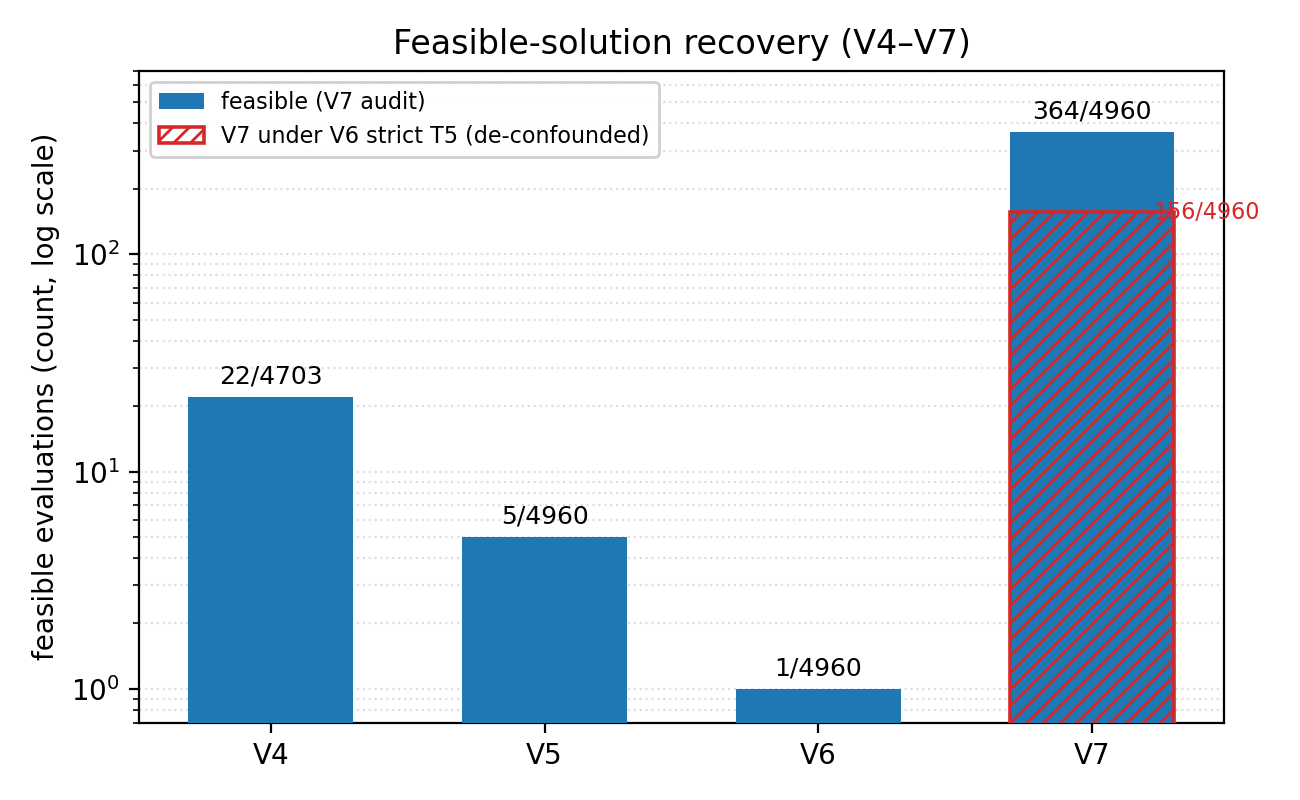 Feasible-solution recovery (V4–V7)
feasible (V7 audit)
V7 under V6 strict T5 (de-confounded)
364/4960
156/4960
22/4703
5/4960
1/4960
feasible evaluations (count, log scale)
10²
10¹
10⁰
V4 V5 V6 V7